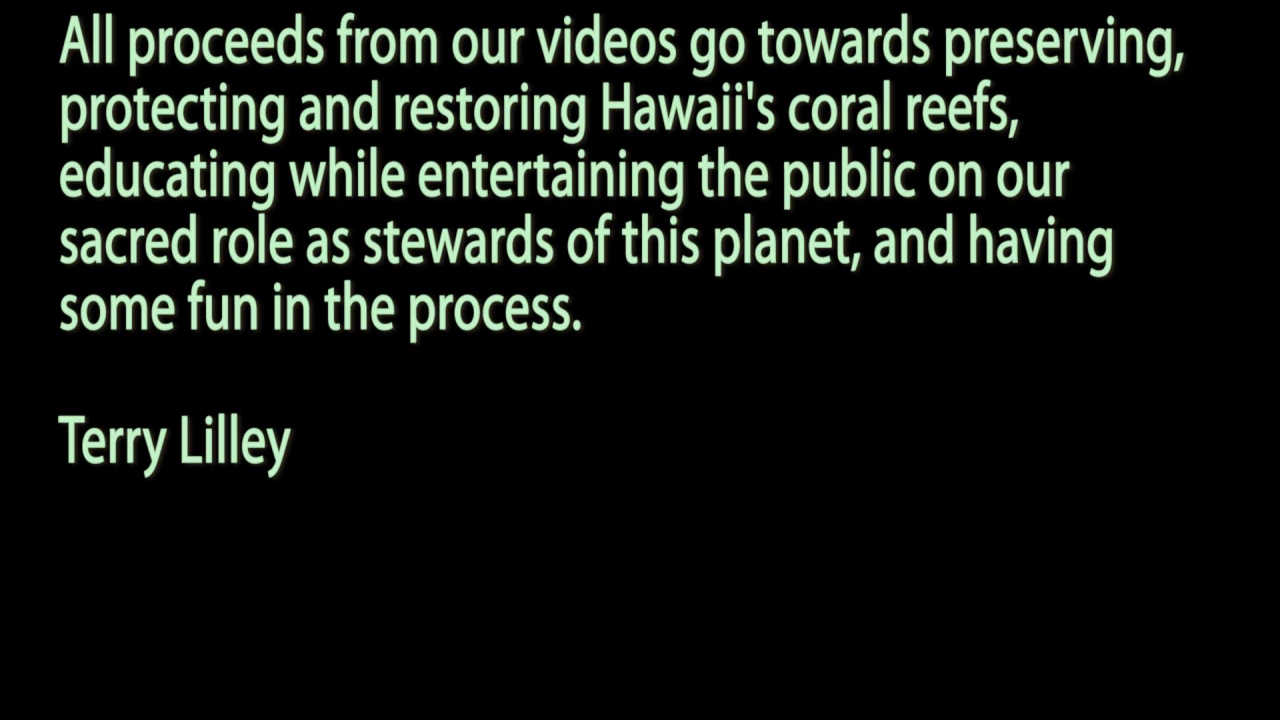 All proceeds from our videos go towards preserving,
protecting and restoring Hawaii's coral reefs,
educating while entertaining the public on our
sacred role as stewards of this planet, and having
some fun in the process.
Terry Lilley